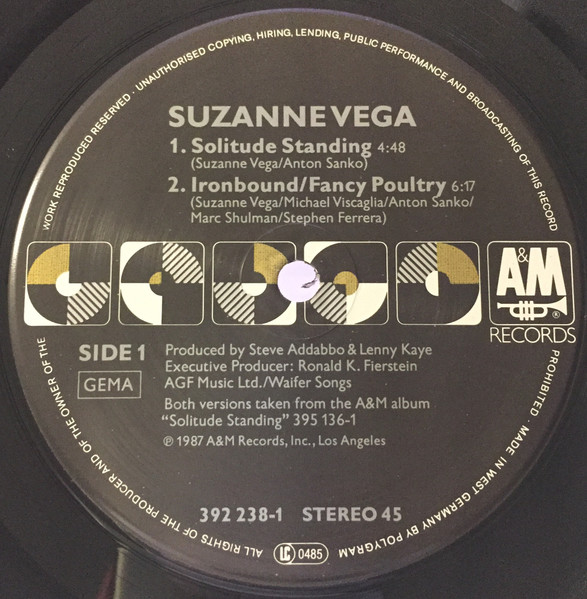 WORK REPRODUCED RESERVED · UNAUTHORISED COPYING, HIRING, LENDING, PUBLIC PERFORMANCE AND BROADCASTING OF THIS RECORD
SUZANNE VEGA
1. Solitude Standing 4:48
(Suzanne Vega/Anton Sanko)
2. Ironbound/Fancy Poultry 6:17
(Suzanne Vega/Michael Viscaglia/Anton Sanko/
Marc Shulman/Stephen Ferrera)
A&M
®
RECORDS
SIDE 1
GEMA
Produced by Steve Addabbo & Lenny Kaye
Executive Producer: Ronald K. Fierstein
AGF Music Ltd./Waifer Songs
Both versions taken from the A&M album
“Solitude Standing” 395 136-1
℗ 1987 A&M Records, Inc., Los Angeles
392 238-1 STEREO 45
PROHIBITED · MADE IN WEST GERMANY BY POLYGRAM
LC 0485
ALL RIGHTS OF THE PRODUCER AND OF THE OWNER OF THE